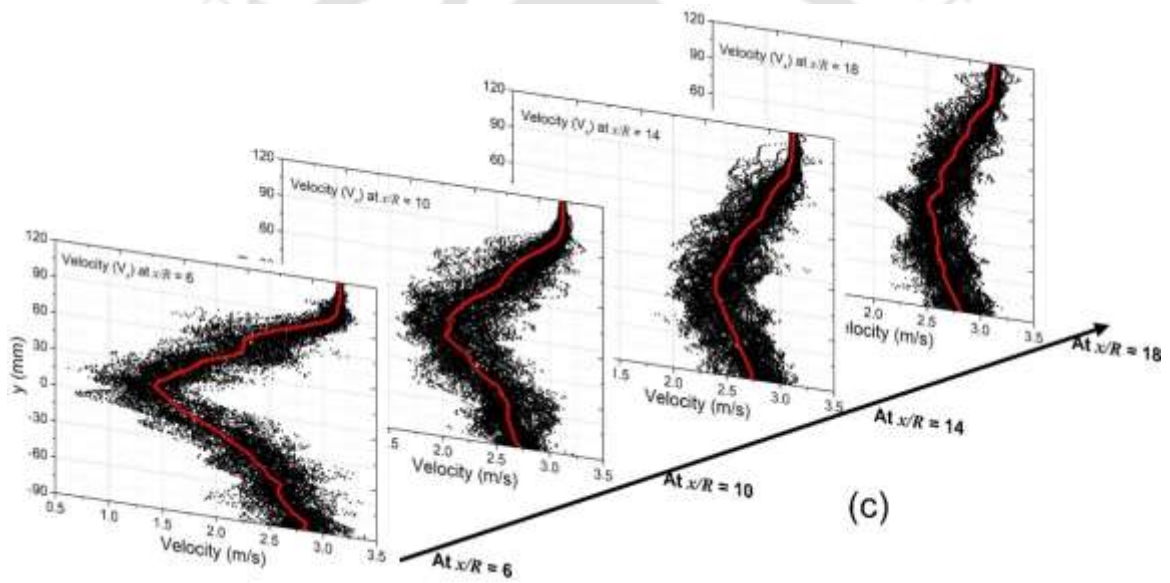 120
90
60
Velocity (Vₓ) at x/R = 18
2.0
2.5
3.0
3.5
elocity (m/s)
At x/R = 18
120
90
60
Velocity (Vₓ) at x/R = 14
1.5
2.0
2.5
3.0
3.5
Velocity (m/s)
At x/R = 14
120
90
60
Velocity (Vₓ) at x/R = 10
.5
2.0
2.5
3.0
3.5
Velocity (m/s)
At x/R = 10
120
90
60
30
0
-30
-60
-90
y (mm)
Velocity (Vₓ) at x/R = 6
0.5
1.0
1.5
2.0
2.5
3.0
3.5
Velocity (m/s)
At x/R = 6
(c)